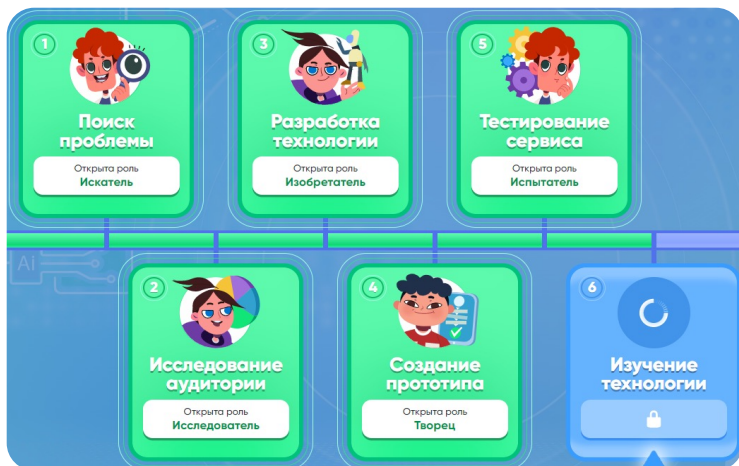 1
Поиск
проблемы
Открыта роль
Искатель
3
Разработка
технологии
Открыта роль
Изобретатель
5
Тестирование
сервиса
Открыта роль
Испытатель
Ai
2
Исследование
аудитории
Открыта роль
Исследователь
4
Создание
прототипа
Открыта роль
Творец
6
Изучение
технологии